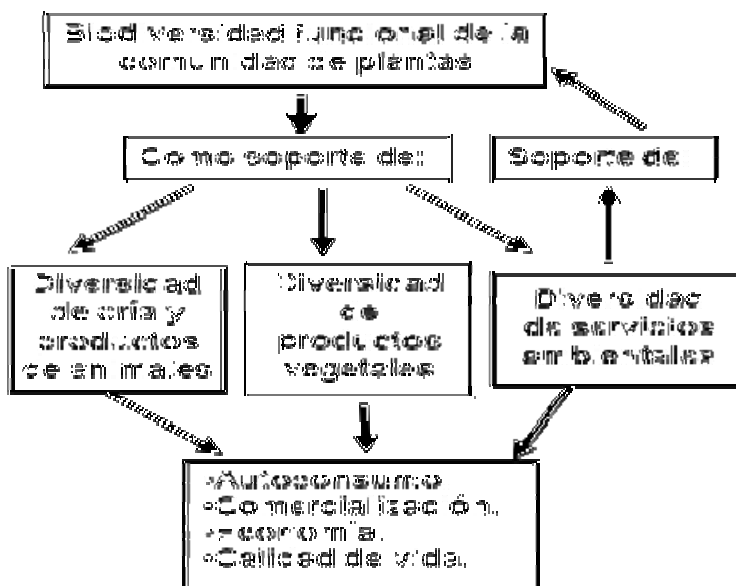 Biodiversidad funcional de la
comunidad de plantas
Como soporte de:
Soporte de
Diversidad
de cría y
productos
de animales
Diversidad
de
productos
vegetales
Diversidad
de servicios
ambientales
•Autoconsumo
•Comercialización.
•Economía.
•Calidad de vida.